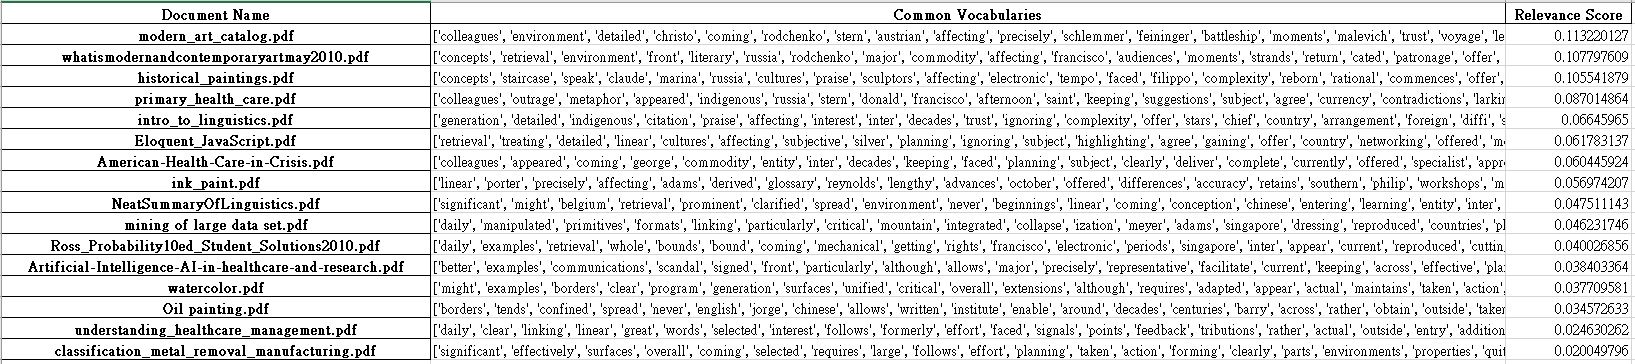 Document Name Common Vocabularies Relevance Score
modern_art_catalog.pdf ['colleagues', 'environment', 'detailed', 'christo', 'coming', 'rodchenko', 'stern', 'austrian', 'affecting', 'precisely', 'schlemmer', 'feininger', 'battleship', 'moments', 'malevich', 'trust', 'voyage', 'le 0.113220127
whatismodernandcontemporaryartmay2010.pdf ['concepts', 'retrieval', 'environment', 'front', 'literary', 'russia', 'rodchenko', 'major', 'commodity', 'affecting', 'francisco', 'audiences', 'moments', 'strands', 'return', 'cated', 'patronage', 'offer', 0.107797609
historical_paintings.pdf ['concepts', 'staircase', 'speak', 'claude', 'marina', 'russia', 'cultures', 'praise', 'sculptors', 'affecting', 'electronic', 'tempo', 'faced', 'filippo', 'complexity', 'reborn', 'rational', 'commences', 'offer', 0.105541879
primary_health_care.pdf ['colleagues', 'outrage', 'metaphor', 'appeared', 'indigenous', 'russia', 'stern', 'donald', 'francisco', 'afternoon', 'saint', 'keeping', 'suggestions', 'subject', 'agree', 'currency', 'contradictions', 'larkin 0.087014864
intro_to_linguistics.pdf ['generation', 'detailed', 'indigenous', 'citation', 'praise', 'affecting', 'interest', 'inter', 'decades', 'trust', 'ignoring', 'complexity', 'offer', 'stars', 'chief', 'country', 'arrangement', 'foreign', 'diffi', 's 0.06645965
Eloquent_JavaScript.pdf ['retrieval', 'treating', 'detailed', 'linear', 'cultures', 'affecting', 'subjective', 'silver', 'planning', 'ignoring', 'subject', 'highlighting', 'agree', 'gaining', 'offer', 'country', 'networking', 'offered', 'm 0.061783137
American-Health-Care-in-Crisis.pdf ['colleagues', 'appeared', 'coming', 'george', 'commodity', 'entity', 'inter', 'decades', 'keeping', 'faced', 'planning', 'subject', 'clearly', 'deliver', 'complete', 'currently', 'offered', 'specialist', 'appr 0.060445924
ink_paint.pdf ['linear', 'porter', 'precisely', 'affecting', 'adams', 'derived', 'glossary', 'reynolds', 'lengthy', 'advances', 'october', 'offered', 'differences', 'accuracy', 'retains', 'southern', 'philip', 'workshops', 'm 0.056974207
NeatSummaryOfLinguistics.pdf ['significant', 'might', 'belgium', 'retrieval', 'prominent', 'clarified', 'spread', 'environment', 'never', 'beginnings', 'linear', 'coming', 'conception', 'chinese', 'entering', 'learning', 'entity', 'inter', 0.047511143
mining of large data set.pdf ['daily', 'manipulated', 'primitives', 'formats', 'linking', 'particularly', 'critical', 'mountain', 'integrated', 'collapse', 'ization', 'meyer', 'adams', 'singapore', 'dressing', 'reproduced', 'countries', 'pl 0.046231746
Ross_Probability10ed_Student_Solutions2010.pdf ['daily', 'examples', 'retrieval', 'whole', 'bounds', 'bound', 'coming', 'mechanical', 'getting', 'rights', 'francisco', 'electronic', 'periods', 'singapore', 'inter', 'appear', 'current', 'reproduced', 'cuttin 0.040026856
Artificial-Intelligence-AI-in-healthcare-and-research.pdf ['better', 'examples', 'communications', 'scandal', 'signed', 'front', 'particularly', 'although', 'allows', 'major', 'precisely', 'representative', 'facilitate', 'current', 'keeping', 'across', 'effective', 'pla 0.038403364
watercolor.pdf ['might', 'examples', 'borders', 'clear', 'program', 'generation', 'surfaces', 'unified', 'critical', 'overall', 'extensions', 'although', 'requires', 'adapted', 'appear', 'actual', 'maintains', 'taken', 'action 0.037709581
Oil painting.pdf ['borders', 'tends', 'confined', 'spread', 'never', 'english', 'jorge', 'chinese', 'allows', 'written', 'institute', 'enable', 'around', 'decades', 'centuries', 'barry', 'across', 'rather', 'obtain', 'outside', 'take 0.034572633
understanding_healthcare_management.pdf ['daily', 'clear', 'linking', 'linear', 'great', 'words', 'selected', 'interest', 'follows', 'formerly', 'effort', 'faced', 'signals', 'points', 'feedback', 'tributions', 'rather', 'actual', 'outside', 'entry', 'addition 0.024630262
classification_metal_removal_manufacturing.pdf ['significant', 'effectively', 'surfaces', 'overall', 'coming', 'selected', 'requires', 'large', 'follows', 'effort', 'planning', 'taken', 'action', 'forming', 'clearly', 'parts', 'environments', 'properties', 'quit 0.020049796